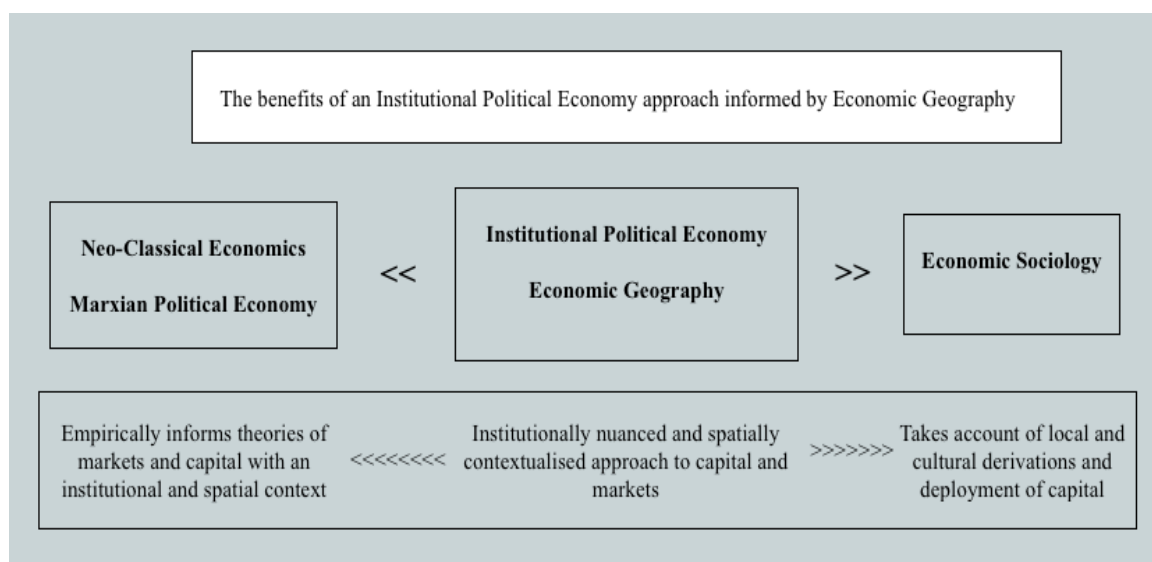 The benefits of an Institutional Political Economy approach informed by Economic Geography
Neo-Classical Economics
Marxian Political Economy
<<
Institutional Political Economy
Economic Geography
>>
Economic Sociology
Empirically informs theories of
markets and capital with an
institutional and spatial context
<<<<<<<<
Institutionally nuanced and spatially
contextualised approach to capital and
markets
>>>>>>>
Takes account of local and
cultural derivations and
deployment of capital